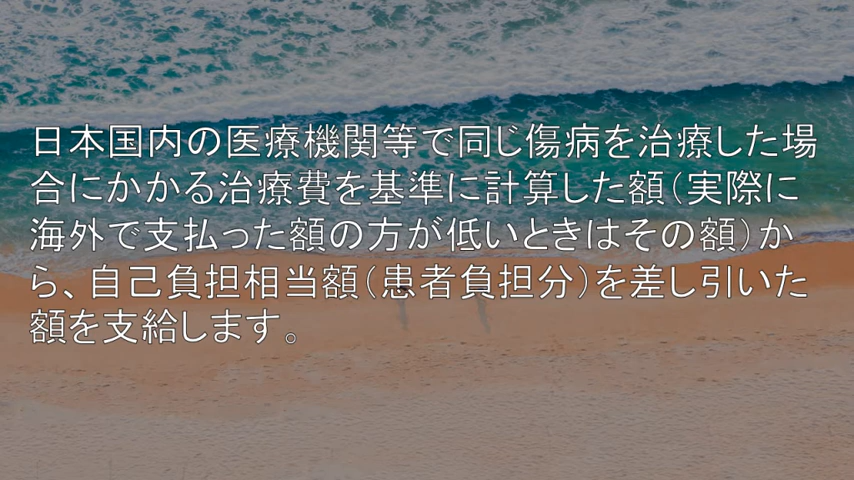 日本国内の医療機関等で同じ傷病を治療した場
合にかかる治療費を基準に計算した額(実際に
海外で支払った額の方が低いときはその額)か
ら、自己負担相当額(患者負担分)を差し引いた
額を支給します。